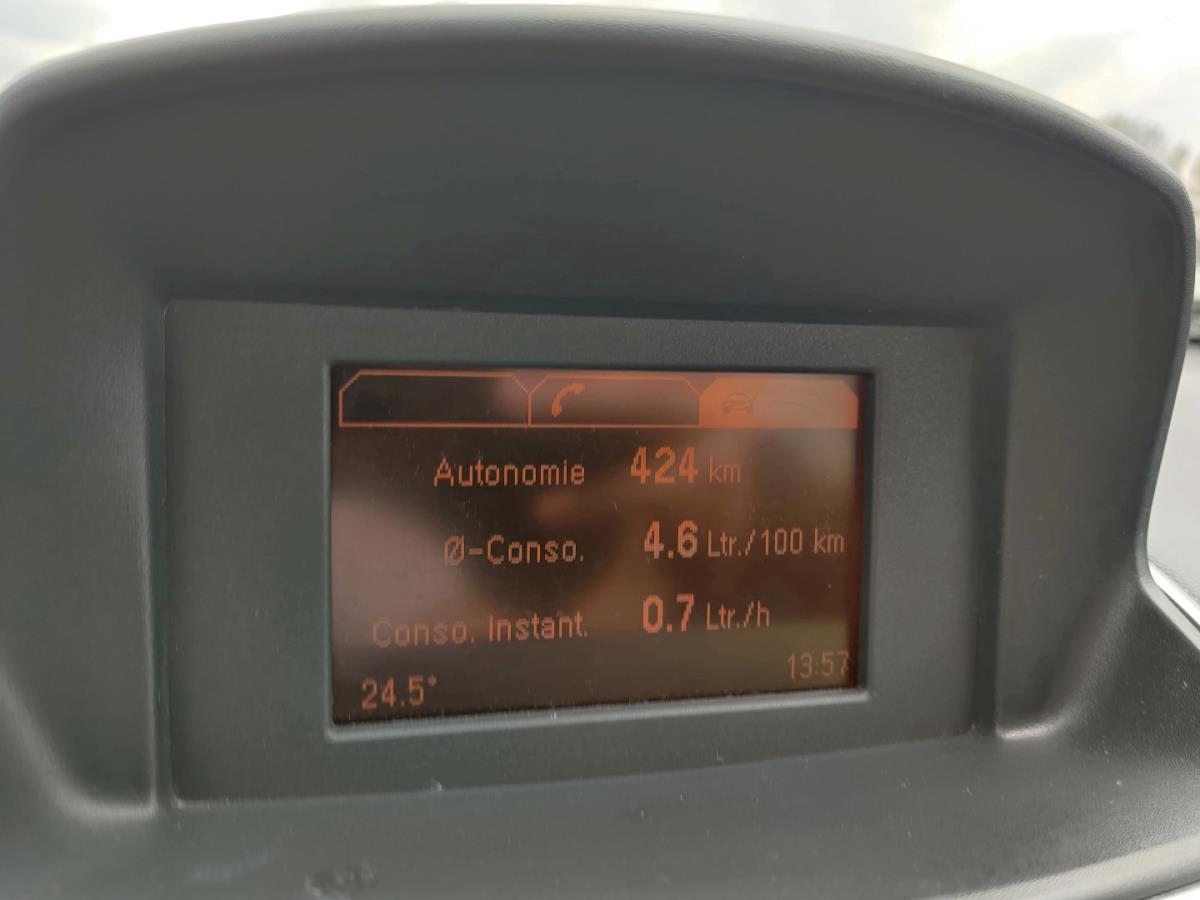 Autonomie 424 km
Ø-Conso. 4.6 Ltr./100 km
Conso. instant. 0.7 Ltr./h
24.5° 13:57